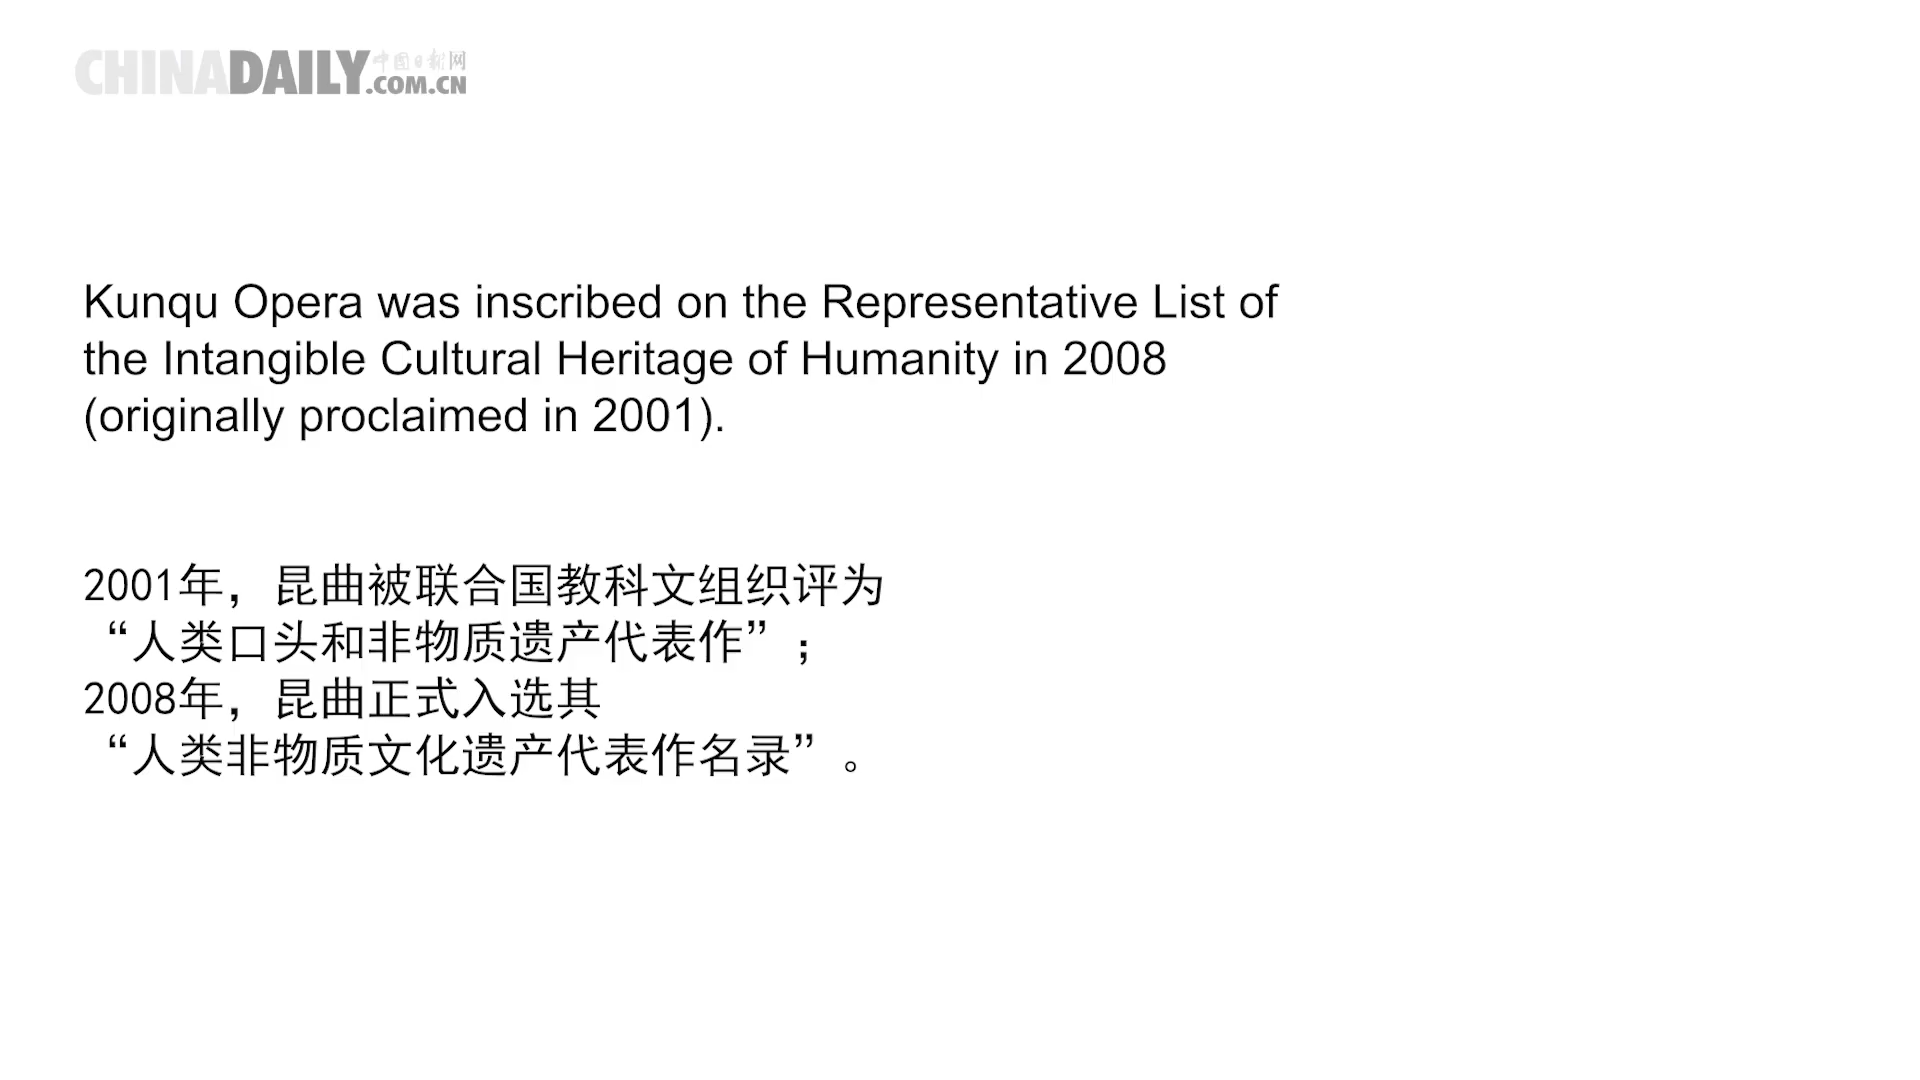 CHINADAILY中国日报网
.COM.CN
Kunqu Opera was inscribed on the Representative List of
the Intangible Cultural Heritage of Humanity in 2008
(originally proclaimed in 2001).
2001年，昆曲被联合国教科文组织评为
“人类口头和非物质遗产代表作”；
2008年，昆曲正式入选其
“人类非物质文化遗产代表作名录”。